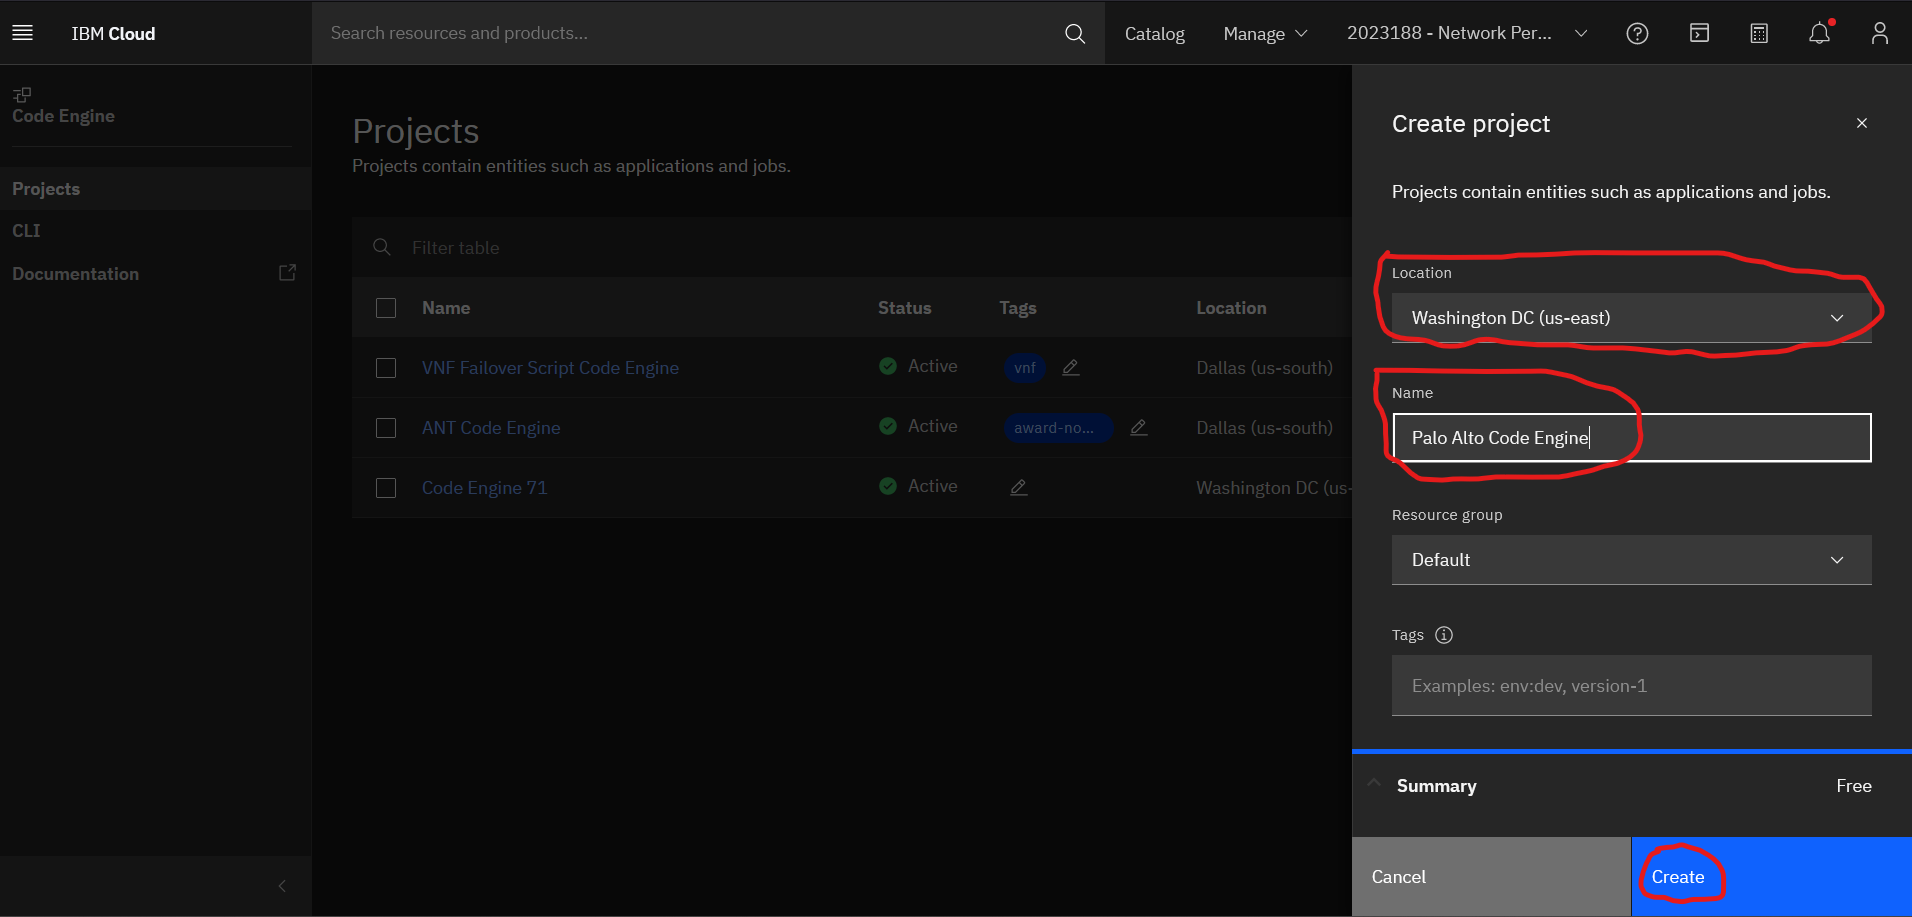 IBM Cloud
Search resources and products...
Catalog
Manage
2023188 - Network Per...
Code Engine
Projects
CLI
Documentation
Projects
Projects contain entities such as applications and jobs.
Filter table
Name Status Tags Location
VNF Failover Script Code Engine Active vnf Dallas (us-south)
ANT Code Engine Active award-no... Dallas (us-south)
Code Engine 71 Active Washington DC (us-
Create project
Projects contain entities such as applications and jobs.
Location
Washington DC (us-east)
Name
Palo Alto Code Engine
Resource group
Default
Tags
Examples: env:dev, version-1
Summary Free
Cancel Create